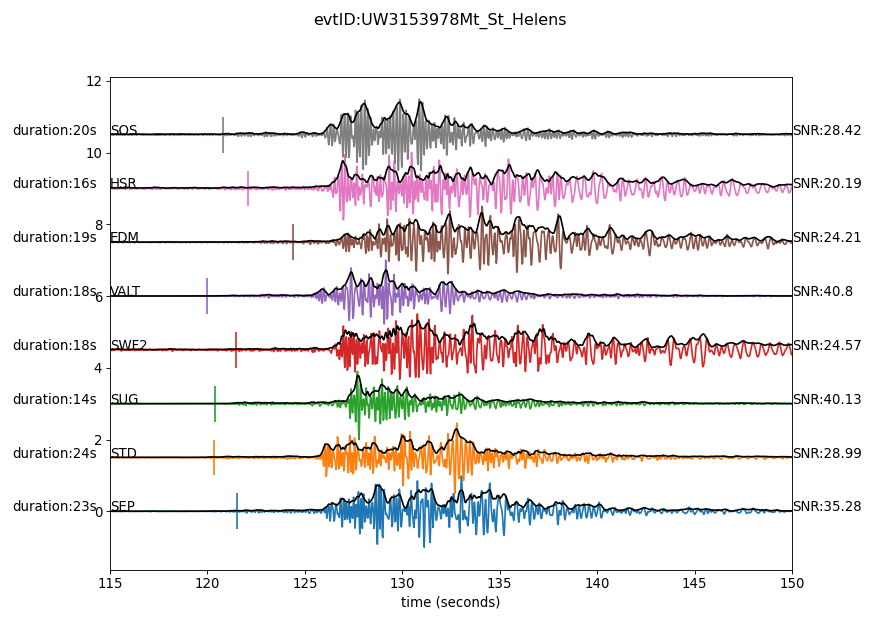 evtID:UW3153978Mt_St_Helens
12
duration:20s SOS SNR:28.42
10
duration:16s HSR SNR:20.19
8
duration:19s EDM SNR:24.21
duration:18s VALT SNR:40.8
6
duration:18s SWF2 SNR:24.57
4
duration:14s SUG SNR:40.13
2
duration:24s STD SNR:28.99
duration:23s SEP SNR:35.28
0
115 120 125 130 135 140 145 150
time (seconds)